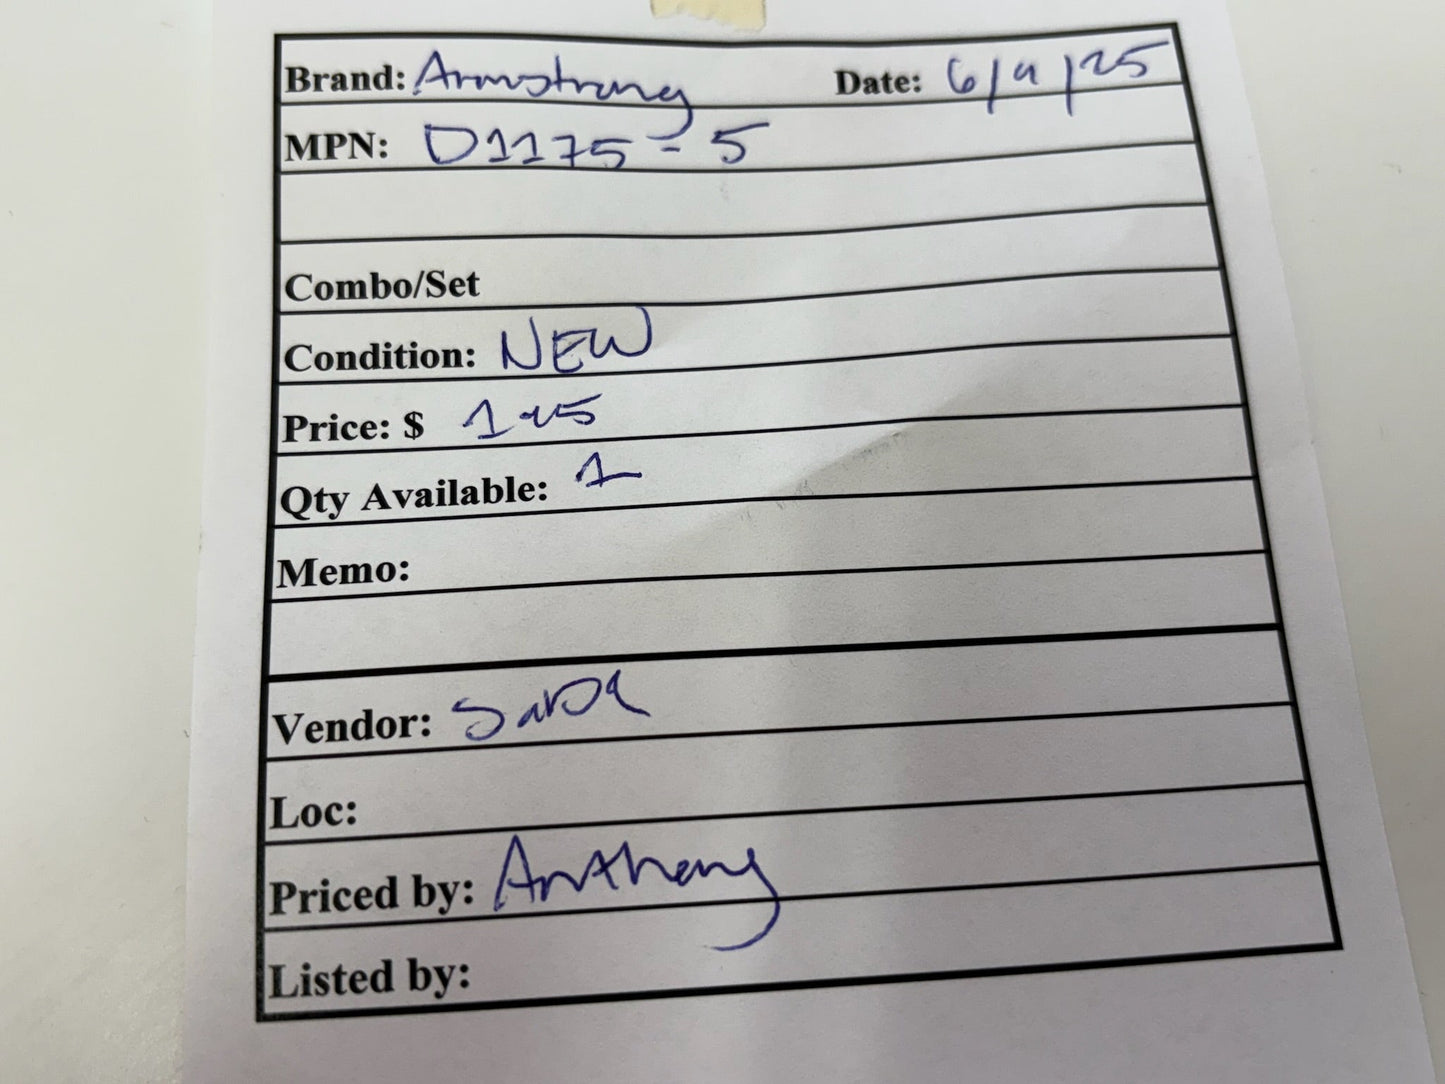 Brand: Armstrong Date: 6/9/25
MPN: D1175-5
Combo/Set
Condition: NEW
Price: $ 195
Qty Available: 1
Memo:
Vendor:
Loc:
Priced by: Anthony
Listed by: